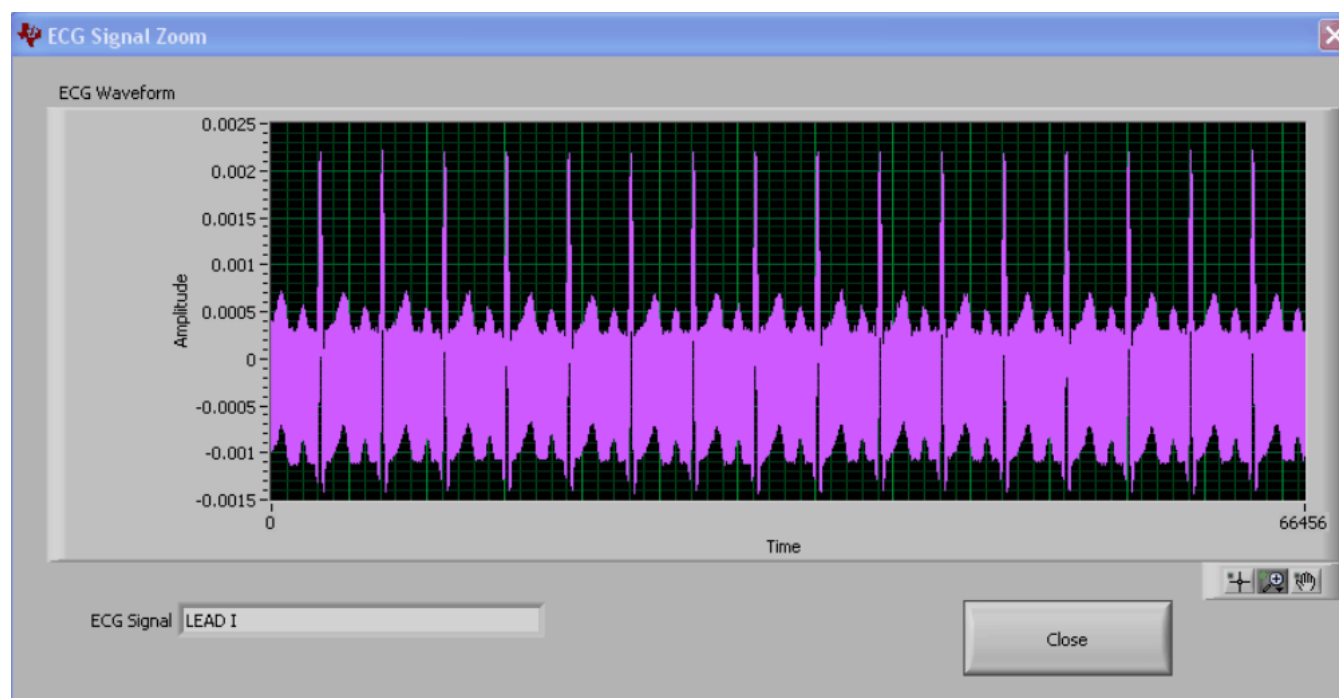 ECG Signal Zoom
ECG Waveform
0.0025
0.002
0.0015
0.001
0.0005
0
-0.0005
-0.001
-0.0015
Amplitude
0
66456
Time
ECG Signal LEAD I
Close